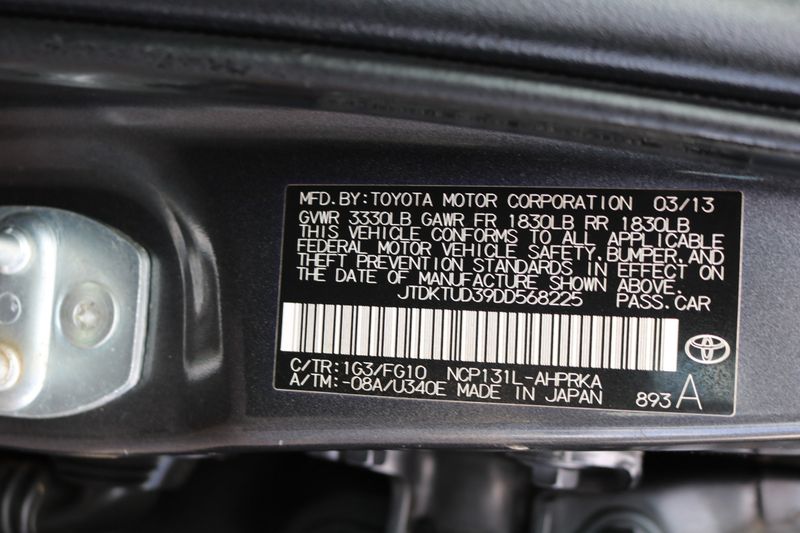 MFD.BY:TOYOTA MOTOR CORPORATION 03/13
GVWR 3330LB GAWR FR 1830LB RR 1830LB
THIS VEHICLE CONFORMS TO ALL APPLICABLE
FEDERAL MOTOR VEHICLE SAFETY,BUMPER,AND
THEFT PREVENTION STANDARDS IN EFFECT ON
THE DATE OF MANUFACTURE SHOWN ABOVE.
JTDKTUD39DD568225 PASS.CAR
C/TR:1G3/FG10 NCP131L-AHPRKA
A/TM:-08A/U340E MADE IN JAPAN 893 A